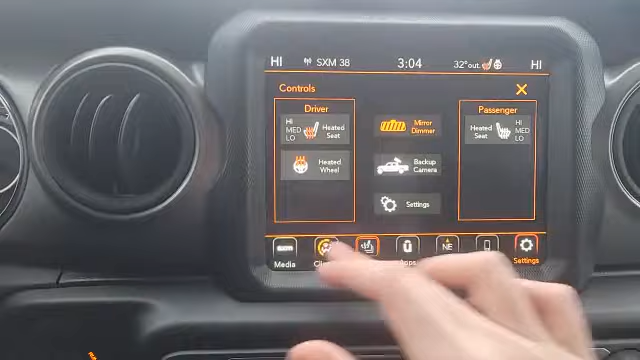 HI SXM 38 3:04 32°out. HI
Controls
Driver
Passenger
HI
MED
LO
Heated
Seat
Mirror
Dimmer
Heated
Seat
HI
MED
LO
Heated
Wheel
Backup
Camera
Settings
NE
Media
Apps
Settings